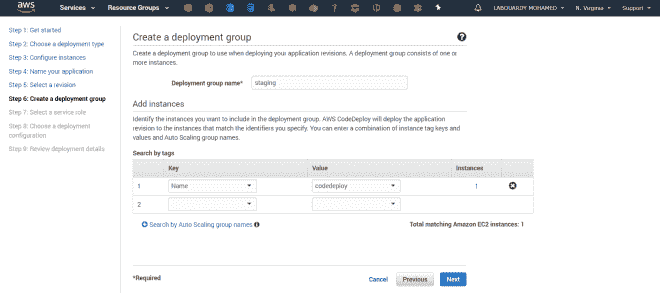 aws
Services
Resource Groups
LABOUARDY MOHAMED
N. Virginia
Support
Step 1: Get started
Step 2: Choose a deployment type
Step 3: Configure instances
Step 4: Name your application
Step 5: Select a revision
Step 6: Create a deployment group
Step 7: Select a service role
Step 8: Choose a deployment
configuration
Step 9: Review deployment details
Create a deployment group
Create a deployment group to use when deploying your application revisions. A deployment group consists of one or
more instances.
Deployment group name* staging
Add instances
Identify the instances you want to include in the deployment group. AWS CodeDeploy will deploy the application
revision to the instances that match the identifiers you specify. You can enter a combination of instance tag keys and
values and Auto Scaling group names.
Search by tags
Key Value Instances
1 Name codedeploy 1
2
Search by Auto Scaling group names
Total matching Amazon EC2 instances: 1
*Required
Cancel Previous Next